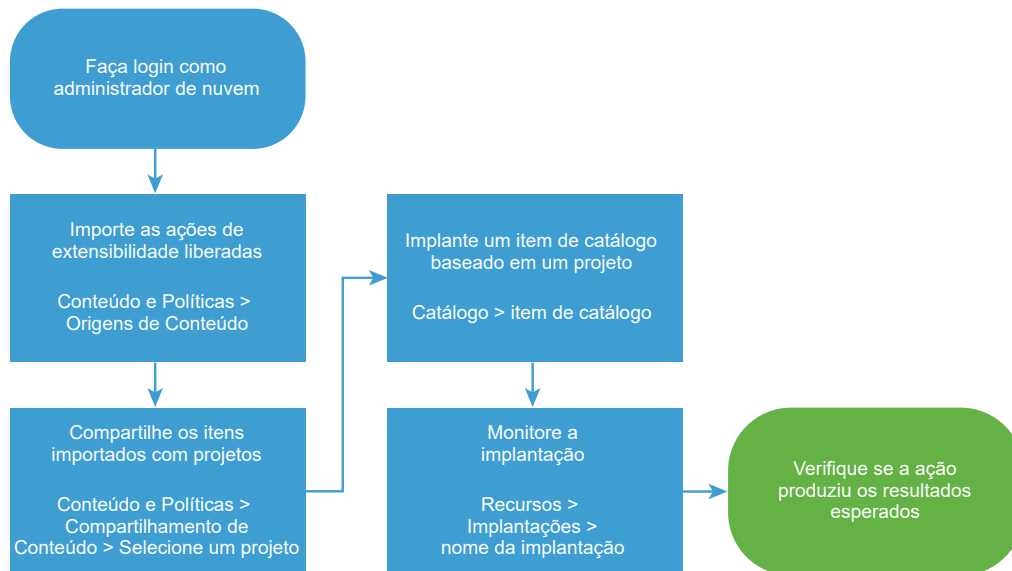 Faça login como
administrador de nuvem
Importe as ações de
extensibilidade liberadas
Conteúdo e Políticas >
Origens de Conteúdo
Compartilhe os itens
importados com projetos
Conteúdo e Políticas >
Compartilhamento de
Conteúdo > Selecione um projeto
Implante um item de catálogo
baseado em um projeto
Catálogo > item de catálogo
Monitore a
implantação
Recursos >
Implantações >
nome da implantação
Verifique se a ação
produziu os resultados
esperados